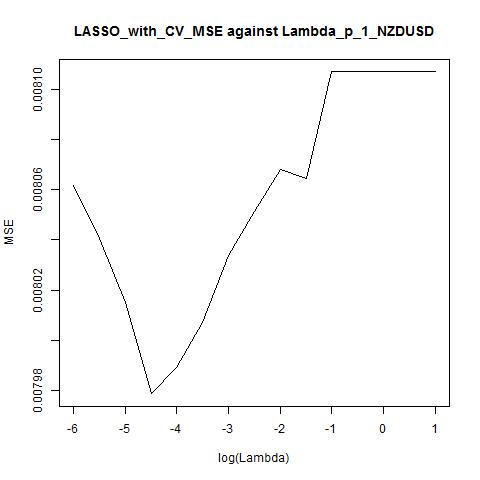 LASSO_with_CV_MSE against Lambda_p_1_NZDUSD
0.00810
0.00806
0.00802
0.00798
MSE
-6 -5 -4 -3 -2 -1 0 1
log(Lambda)